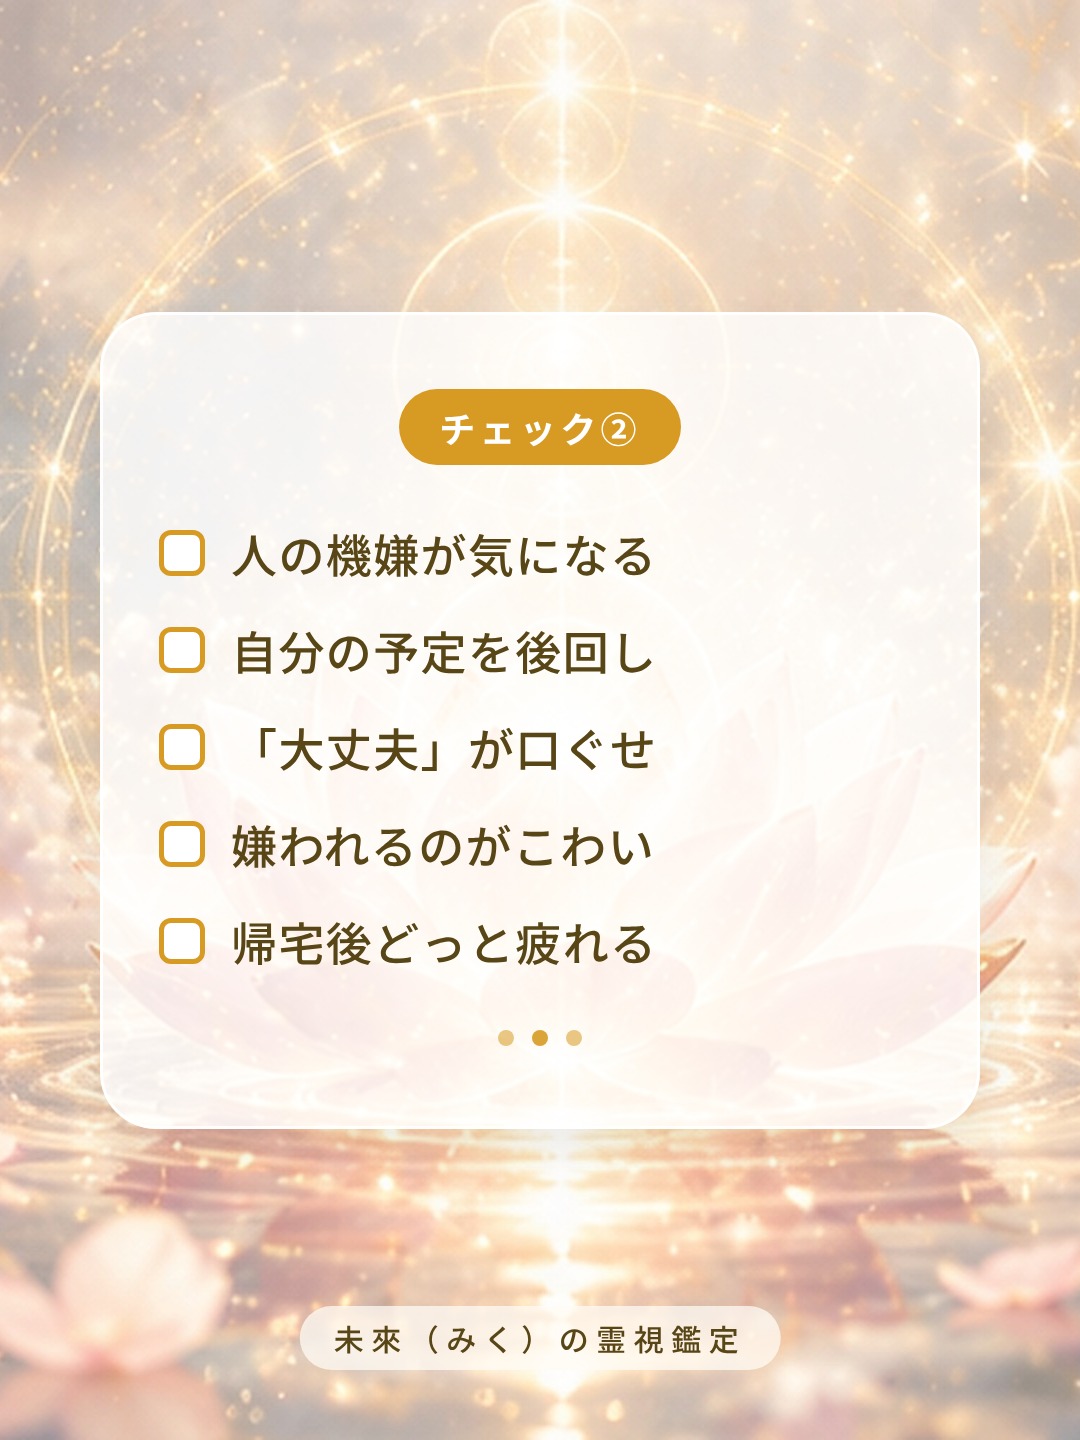 チェック②
人の機嫌が気になる
自分の予定を後回し
「大丈夫」が口ぐせ
嫌われるのがこわい
帰宅後どっと疲れる
未來（みく）の霊視鑑定